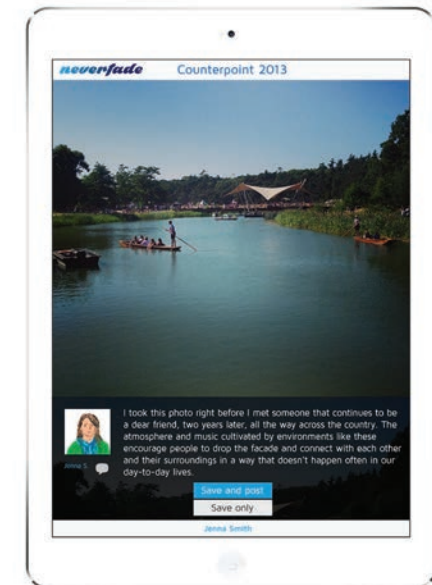 neverfade Counterpoint 2013
I took this photo right before I met someone that continues to be
a dear friend, two years later, all the way across the country. The
atmosphere and music cultivated by environments like these
encourage people to drop the facade and connect with each other
and their surroundings in a way that doesn't happen often in our
day-to-day lives.
Jenna S.
Save and post
Save only
Jenna Smith